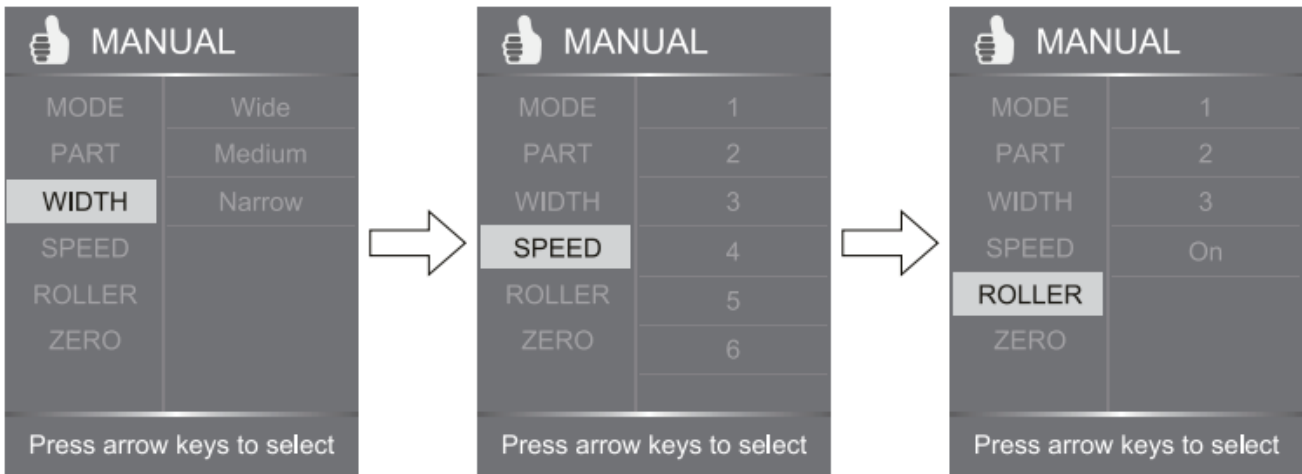 MANUAL
MODE Wide
PART Medium
WIDTH Narrow
SPEED
ROLLER
ZERO
Press arrow keys to select
MANUAL
MODE 1
PART 2
WIDTH 3
SPEED 4
ROLLER 5
ZERO 6
Press arrow keys to select
MANUAL
MODE 1
PART 2
WIDTH 3
SPEED On
ROLLER
ZERO
Press arrow keys to select